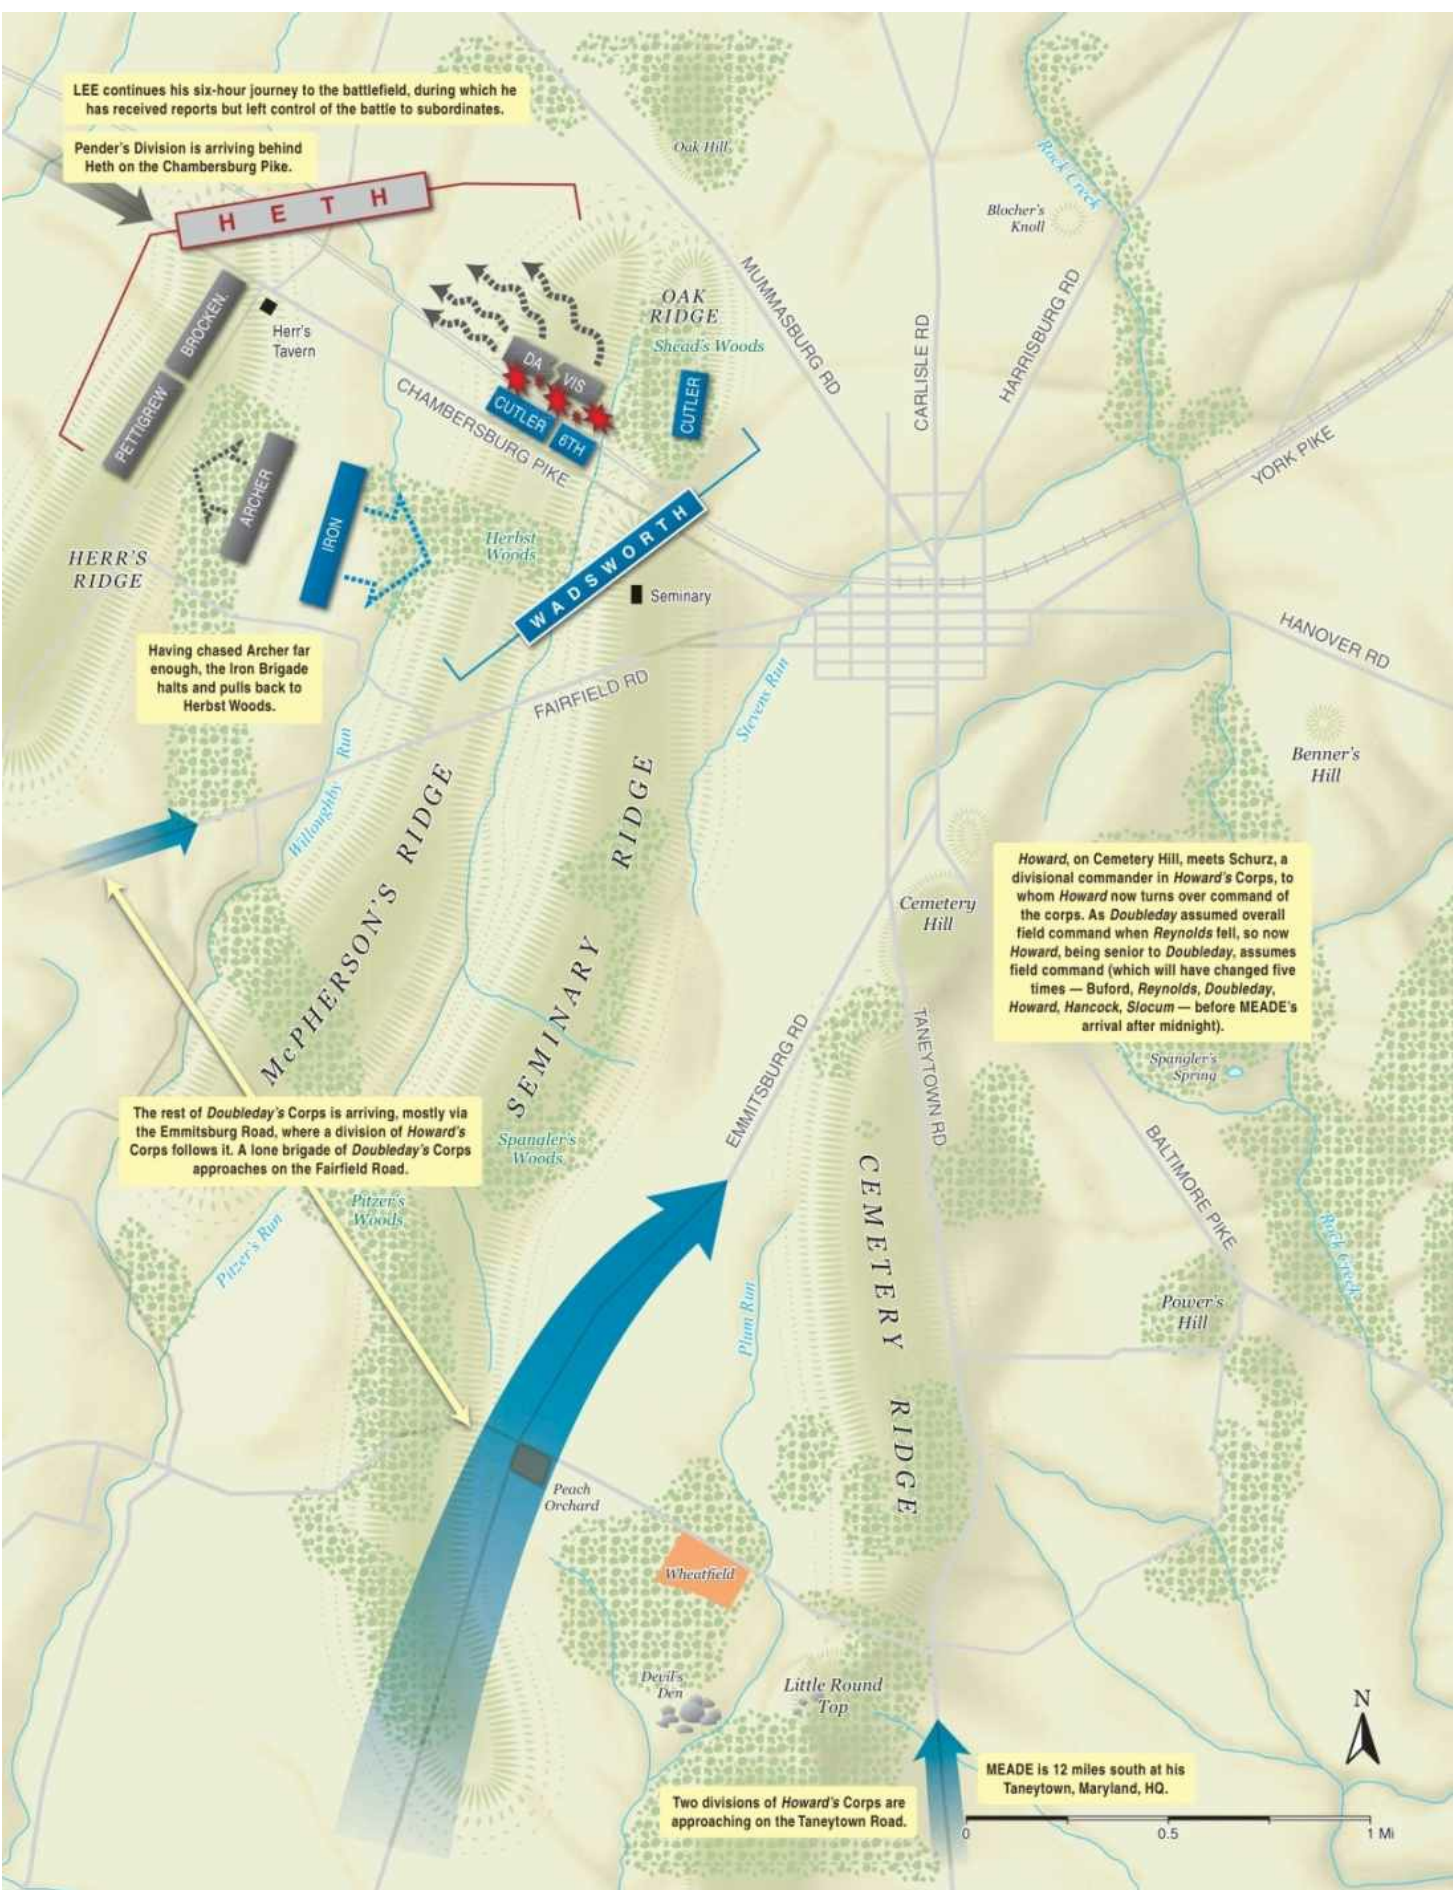 LEE continues his six-hour journey to the battlefield, during which he
has received reports but left control of the battle to subordinates.
Pender's Division is arriving behind
Heth on the Chambersburg Pike.
HETH
Oak Hill
Rock Creek
Blocher's
Knoll
BROCKEN.
PETTIGREW
Herr's
Tavern
ARCHER
IRON
DA VIS
CUTLER
6TH
CUTLER
OAK
RIDGE
Shead's Woods
MUMMASBURG RD
CARLISLE RD
HARRISBURG RD
YORK PIKE
CHAMBERSBURG PIKE
HERR'S
RIDGE
Herbst
Woods
WADSWORTH
Seminary
HANOVER RD
Having chased Archer far
enough, the Iron Brigade
halts and pulls back to
Herbst Woods.
FAIRFIELD RD
Stevens Run
Willoughby Run
Benner's
Hill
McPHERSON'S RIDGE
SEMINARY RIDGE
Cemetery
Hill
Howard, on Cemetery Hill, meets Schurz, a
divisional commander in Howard's Corps, to
whom Howard now turns over command of
the corps. As Doubleday assumed overall
field command when Reynolds fell, so now
Howard, being senior to Doubleday, assumes
field command (which will have changed five
times — Buford, Reynolds, Doubleday,
Howard, Hancock, Slocum — before MEADE's
arrival after midnight).
Spangler's
Spring
EMMITSBURG RD
TANEYTOWN RD
BALTIMORE PIKE
The rest of Doubleday's Corps is arriving, mostly via
the Emmitsburg Road, where a division of Howard's
Corps follows it. A lone brigade of Doubleday's Corps
approaches on the Fairfield Road.
Spangler's
Woods
Pitzer's
Woods
Pitzer's Run
CEMETERY RIDGE
Plum Run
Rock Creek
Power's
Hill
Peach
Orchard
Wheatfield
Devil's
Den
Little Round
Top
N
MEADE is 12 miles south at his
Taneytown, Maryland, HQ.
Two divisions of Howard's Corps are
approaching on the Taneytown Road.
0 0.5 1 Mi